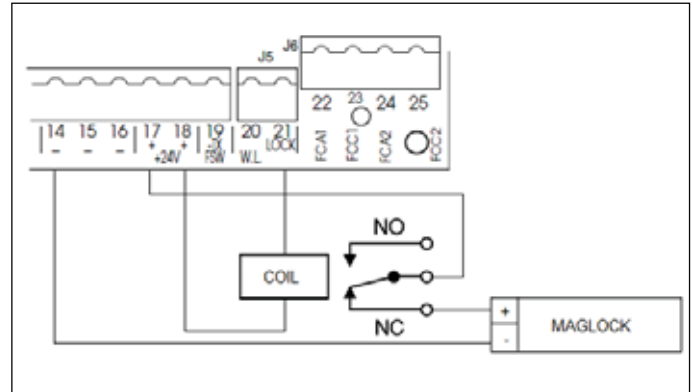 J5 J6
22 23 24 25
14 15 16 17 18 19 20 21
- - - + + LOCK
+24V FSW W.L.
FCA1 FCC1 FCA2 FCC2
NO
COIL
NC
+ MAGLOCK
-